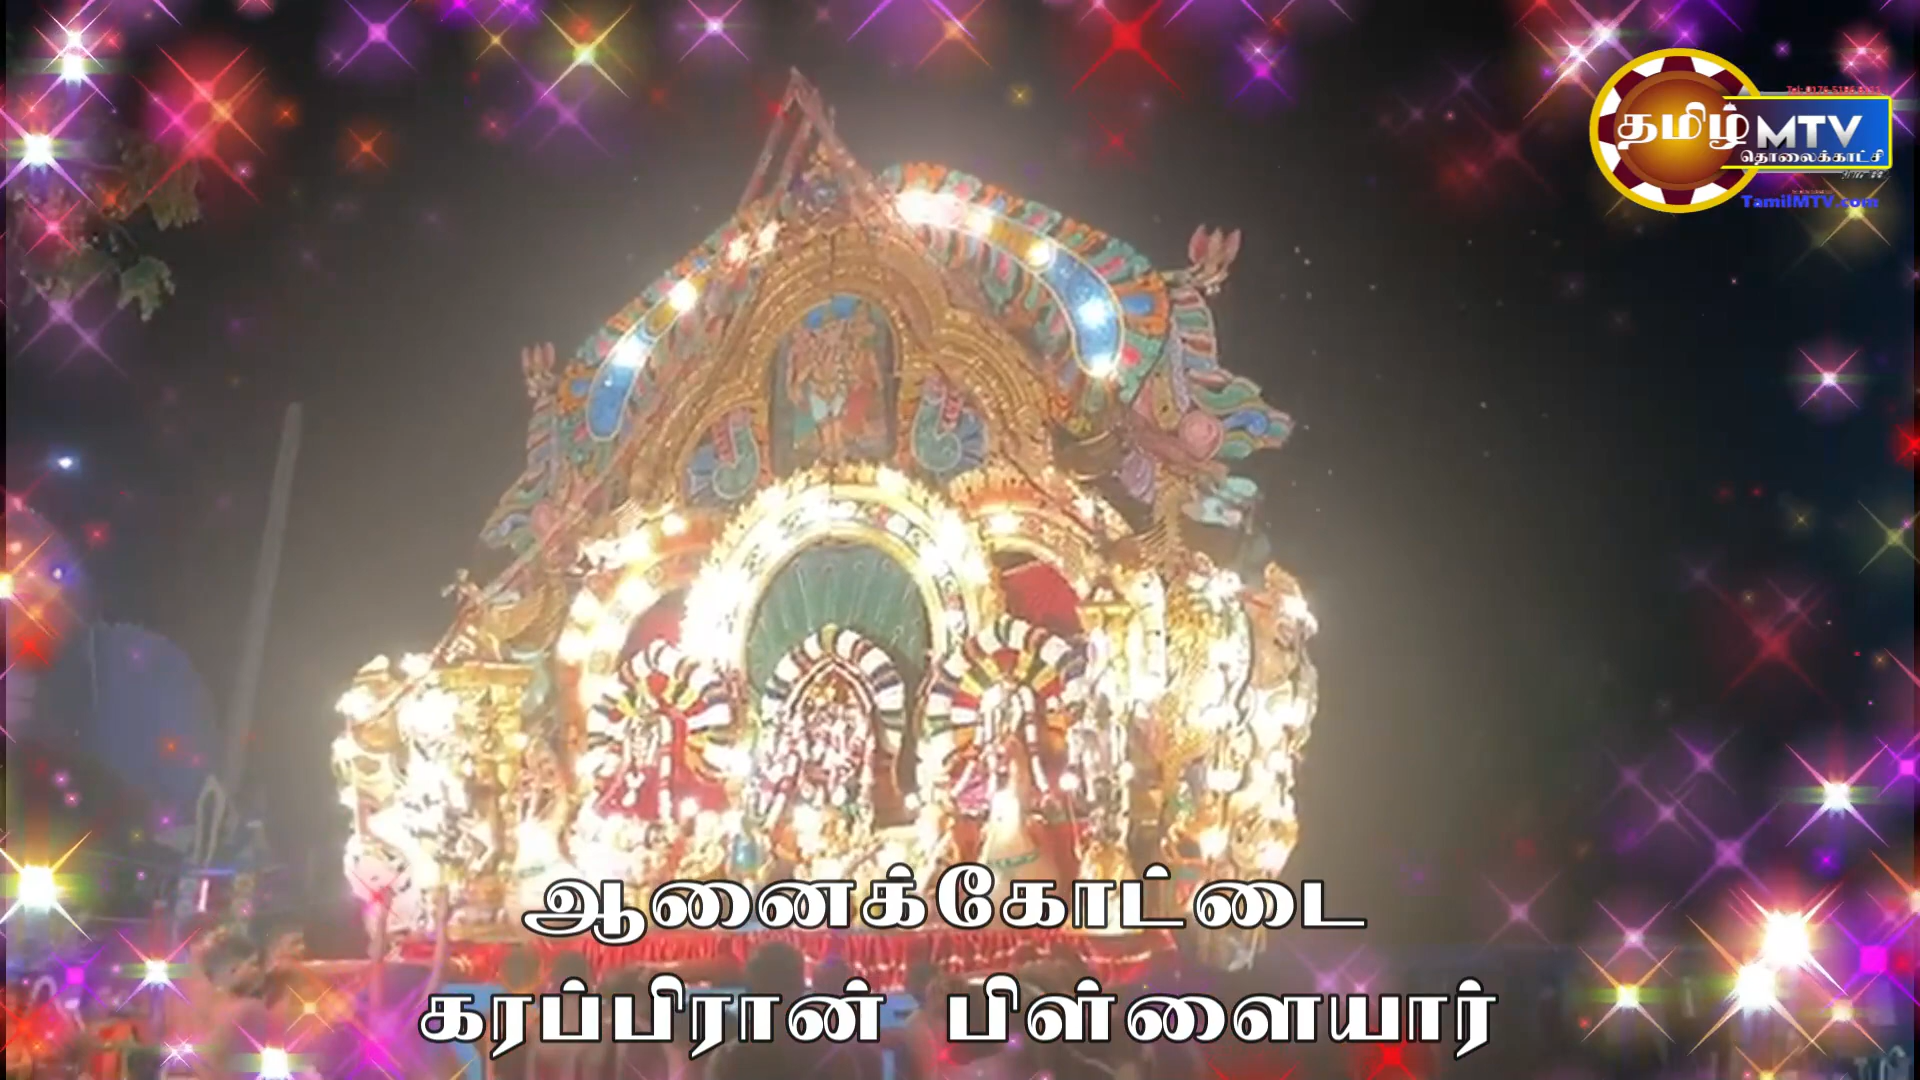 தமிழ் MTV
தொலைக்காட்சி
TamilMTV.com
ஆனைக்கோட்டை
கரப்பிரான் பிள்ளையார்